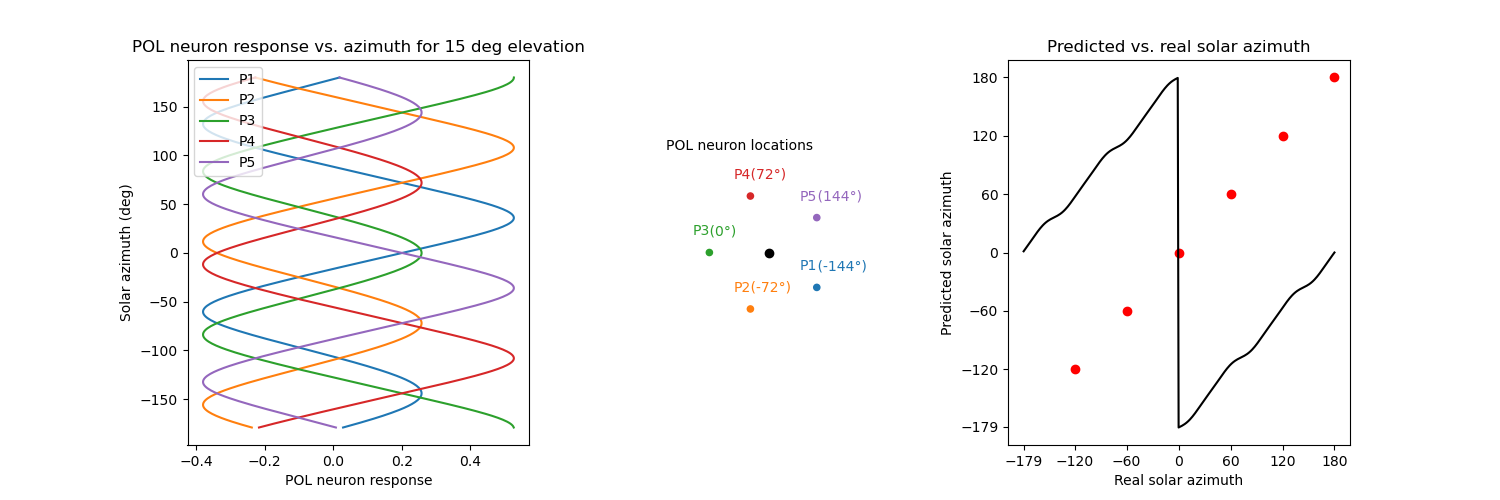 POL neuron response vs. azimuth for 15 deg elevation
P1
P2
P3
P4
P5
150
100
50
0
−50
−100
−150
Solar azimuth (deg)
−0.4
−0.2
0.0
0.2
0.4
POL neuron response
POL neuron locations
P4(72°)
P5(144°)
P3(0°)
P1(-144°)
P2(-72°)
Predicted vs. real solar azimuth
180
120
60
0
−60
−120
−179
Predicted solar azimuth
−179
−120
−60
0
60
120
180
Real solar azimuth